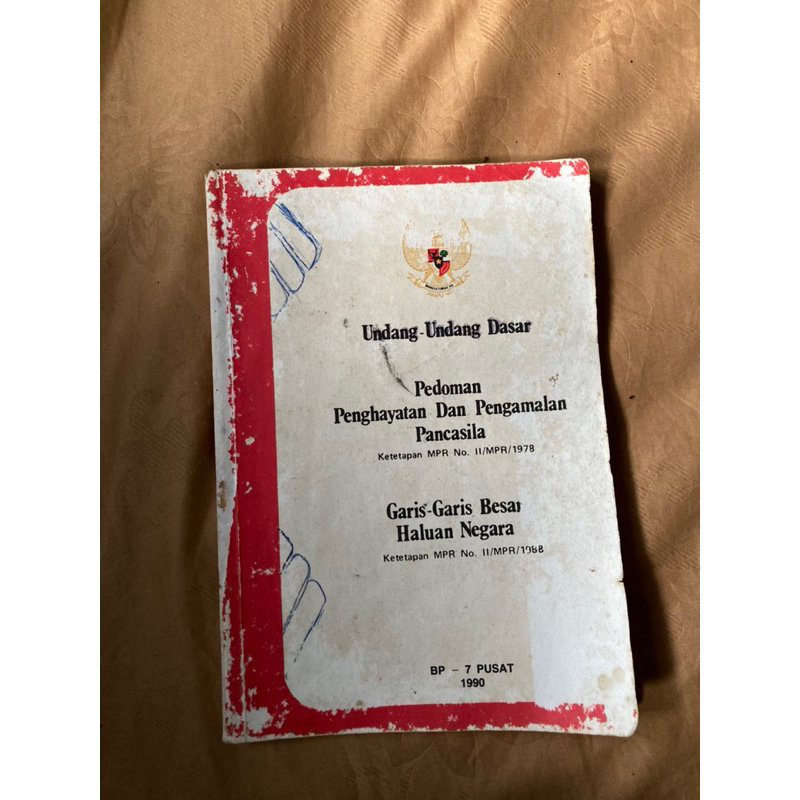 Undang-Undang Dasar
Pedoman
Penghayatan Dan Pengamalan
Pancasila
Ketetapan MPR No. II/MPR/1978
Garis-Garis Besar
Haluan Negara
Ketetapan MPR No. II/MPR/1988
BP – 7 PUSAT
1990